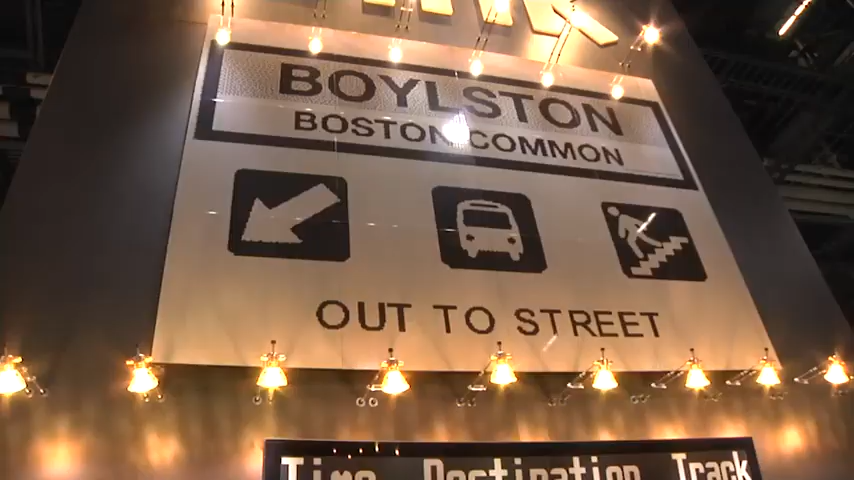 BOYLSTON
BOSTON COMMON
OUT TO STREET
Time Destination Track